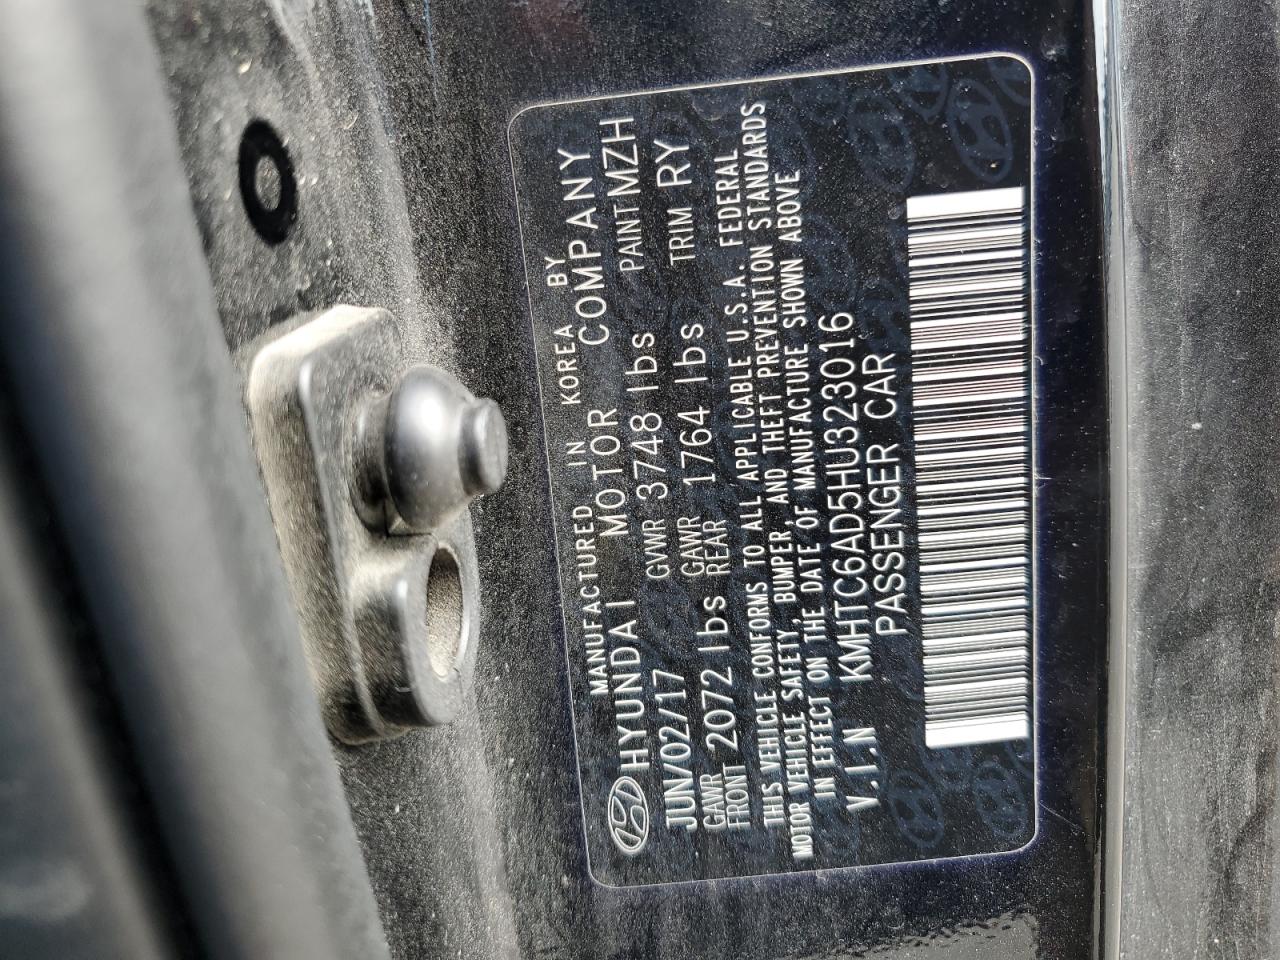 MANUFACTURED IN KOREA BY
HYUNDAI MOTOR COMPANY
JUN/02/17 GVWR 3748 lbs PAINT MZH
GAWR FRONT 2072 lbs GAWR REAR 1764 lbs TRIM RY
THIS VEHICLE CONFORMS TO ALL APPLICABLE U.S.A. FEDERAL
MOTOR VEHICLE SAFETY, BUMPER, AND THEFT PREVENTION STANDARDS
IN EFFECT ON THE DATE OF MANUFACTURE SHOWN ABOVE
V.I.N KMHTC6AD5HU323016
PASSENGER CAR